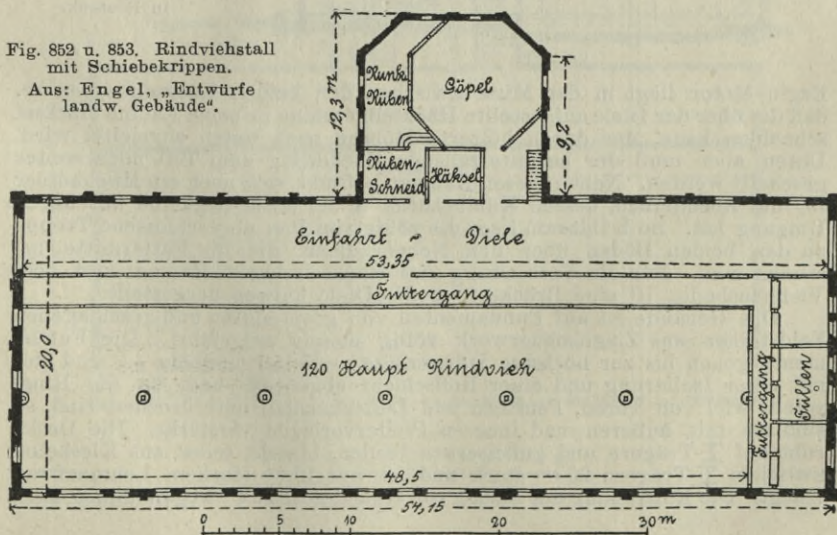 Fig. 852 u. 853. Rindviehstall
mit Schiebekrippen.
Aus: Engel, „Entwürfe
landw. Gebäude“.
12,3 m
Runkel
Rüben
Göpel
9,2
Rüben-
Schneid
Häksel
Einfahrt - Diele
53,35
Futtergang
20,0
120 Haupt Rindvieh
Futtergang
Füllen
48,5
54,15
0 5 10 20 30 m